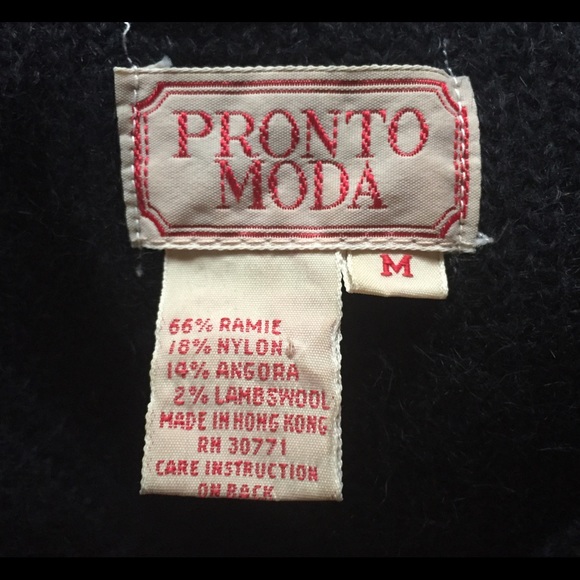 PRONTO
MODA
M
66% RAMIE
18% NYLON
14% ANGORA
2% LAMBSWOOL
MADE IN HONG KONG
RN 30771
CARE INSTRUCTION
ON BACK